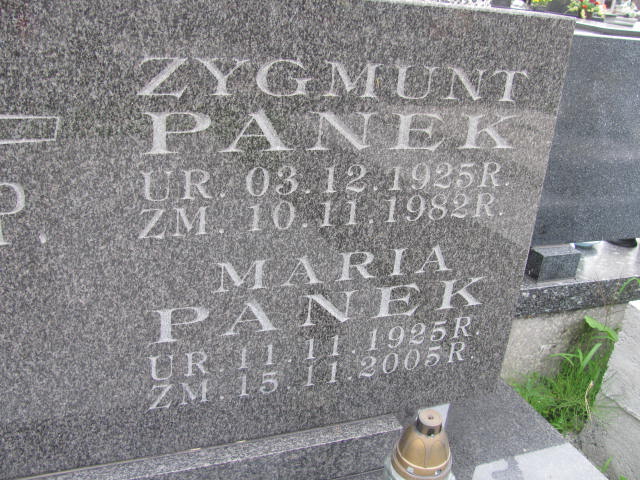 P.
ZYGMUNT
PANEK
UR. 03.12.1925R.
ZM. 10.11.1982R.
MARIA
PANEK
UR. 11.11.1925R.
ZM. 15.11.2005R.